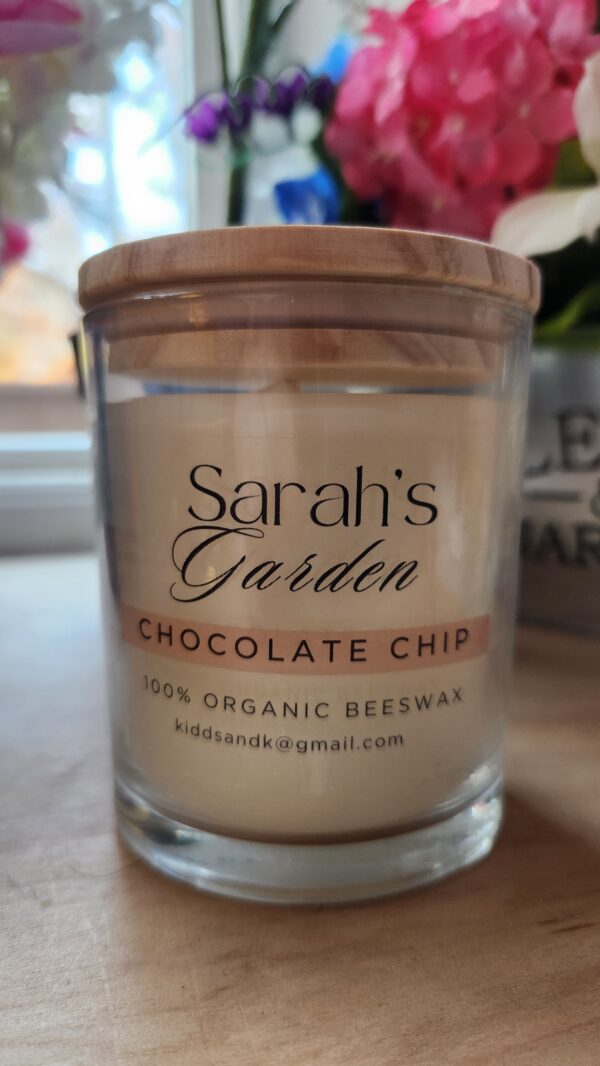 Sarah's
Garden
CHOCOLATE CHIP
100% ORGANIC BEESWAX
kiddsandk@gmail.com